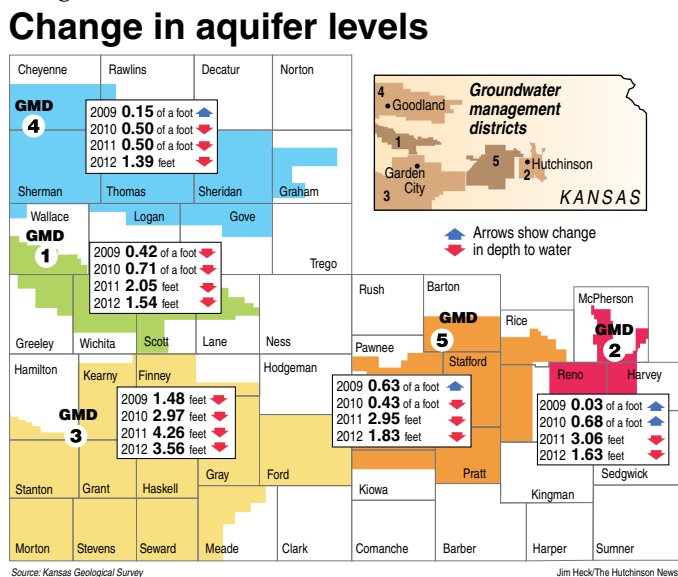 Change in aquifer levels
Cheyenne
Rawlins
Decatur
Norton
GMD
4
2009 0.15 of a foot
2010 0.50 of a foot
2011 0.50 of a foot
2012 1.39 feet
Sherman
Thomas
Sheridan
Graham
4
Goodland
Groundwater
management
districts
1
5
Hutchinson
2
Garden
City
3
KANSAS
Arrows show change
in depth to water
Wallace
Logan
Gove
Trego
GMD
1
2009 0.42 of a foot
2010 0.71 of a foot
2011 2.05 feet
2012 1.54 feet
Greeley
Wichita
Scott
Lane
Ness
Rush
Barton
Rice
McPherson
GMD
5
GMD
2
Pawnee
Stafford
Reno
Harvey
Hamilton
Kearny
Finney
Hodgeman
GMD
3
2009 1.48 feet
2010 2.97 feet
2011 4.26 feet
2012 3.56 feet
2009 0.63 of a foot
2010 0.43 of a foot
2011 2.95 feet
2012 1.83 feet
2009 0.03 of a foot
2010 0.68 of a foot
2011 3.06 feet
2012 1.63 feet
Stanton
Grant
Haskell
Gray
Ford
Kiowa
Pratt
Kingman
Sedgwick
Morton
Stevens
Seward
Meade
Clark
Comanche
Barber
Harper
Sumner
Source: Kansas Geological Survey
Jim Heck/The Hutchinson News